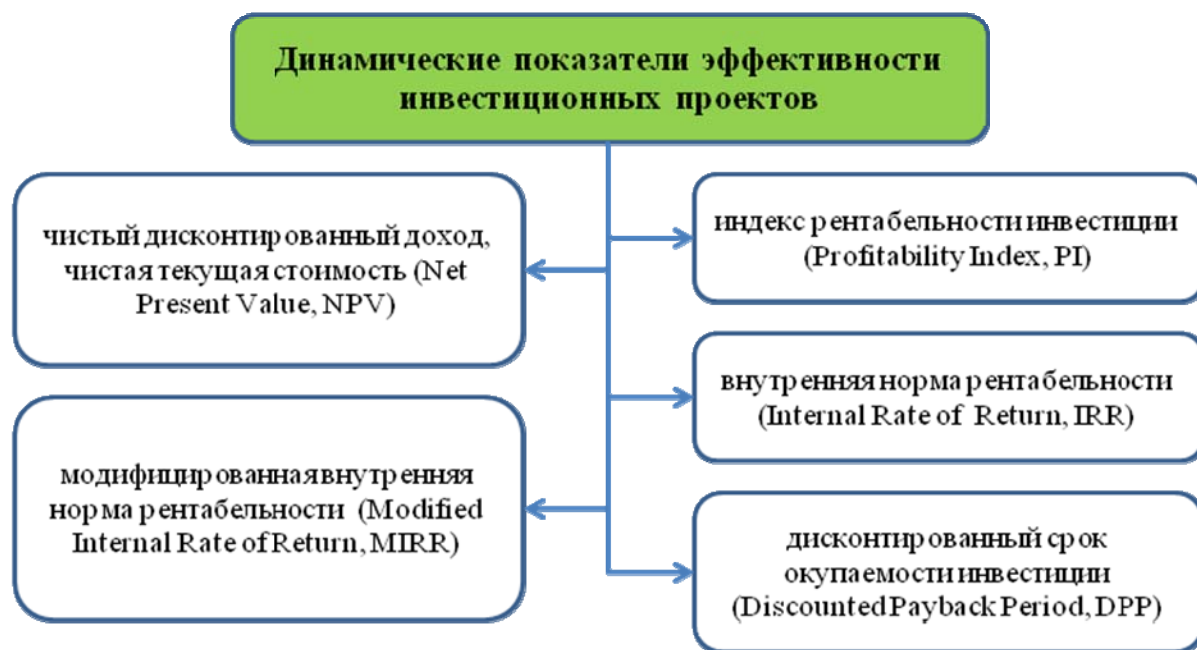 Динамические показатели эффективности
инвестиционных проектов
чистый дисконтированный доход,
чистая текущая стоимость (Net
Present Value, NPV)
индекс рентабельности инвестиции
(Profitability Index, PI)
внутренняя норма рентабельности
(Internal Rate of Return, IRR)
модифицированная внутренняя
норма рентабельности (Modified
Internal Rate of Return, MIRR)
дисконтированный срок
окупаемости инвестиции
(Discounted Payback Period, DPP)